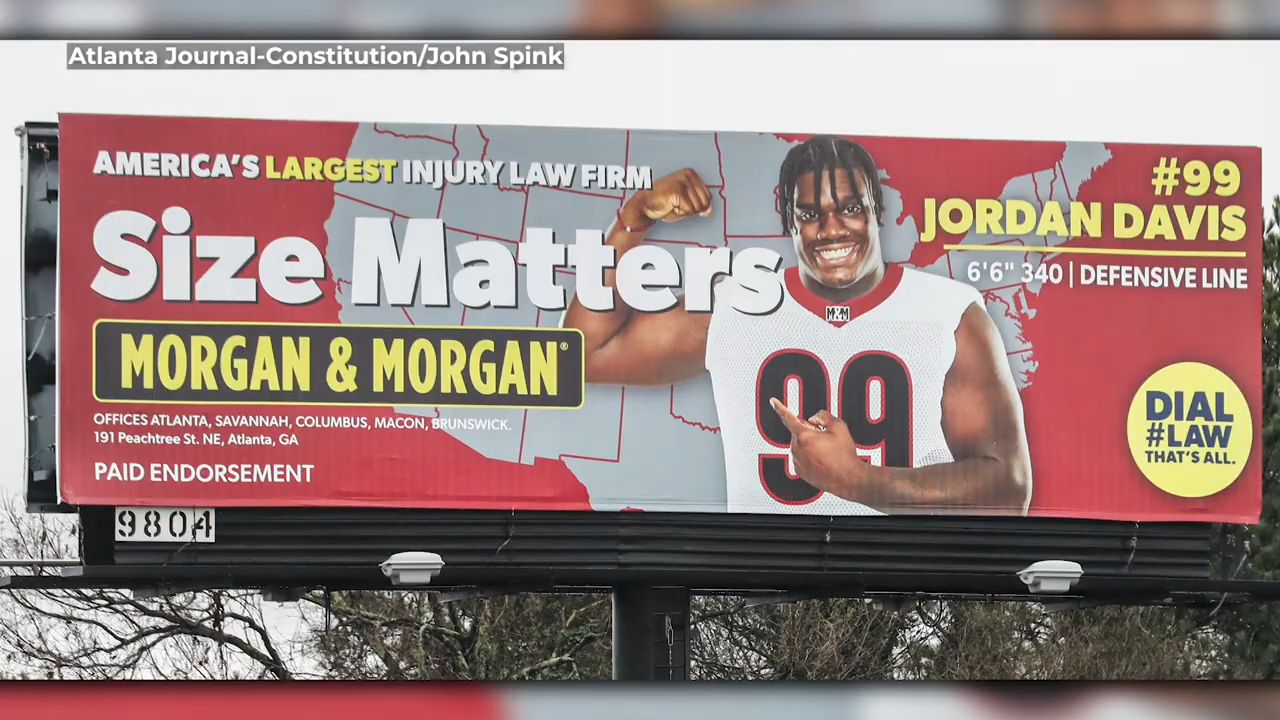 Atlanta Journal-Constitution/John Spink
AMERICA'S LARGEST INJURY LAW FIRM
Size Matters
MORGAN & MORGAN®
OFFICES ATLANTA, SAVANNAH, COLUMBUS, MACON, BRUNSWICK.
191 Peachtree St. NE, Atlanta, GA
PAID ENDORSEMENT
#99
JORDAN DAVIS
6'6" 340 | DEFENSIVE LINE
M&M
99
DIAL
#LAW
THAT'S ALL.
9804